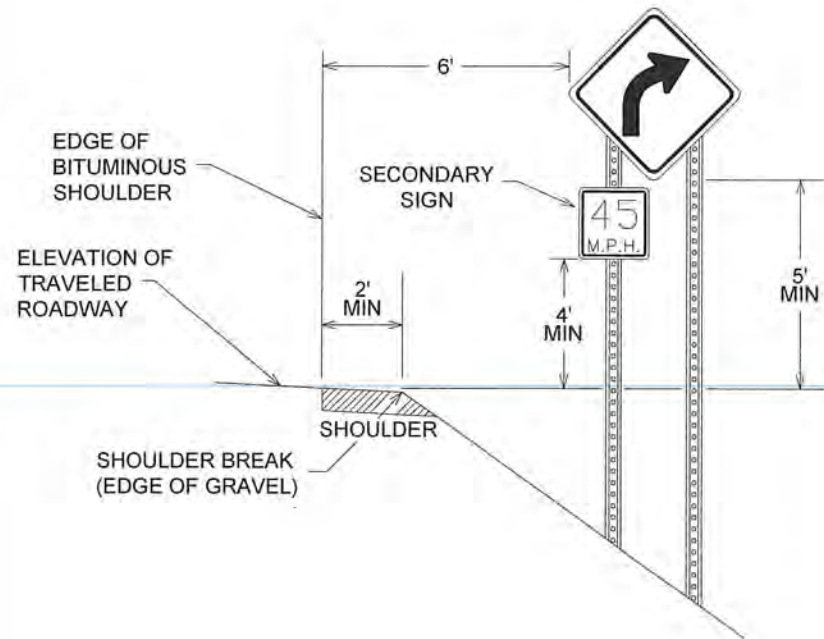 6'
EDGE OF
BITUMINOUS
SHOULDER
SECONDARY
SIGN
45
M.P.H.
ELEVATION OF
TRAVELED
ROADWAY
2'
MIN
4'
MIN
5'
MIN
SHOULDER
SHOULDER BREAK
(EDGE OF GRAVEL)